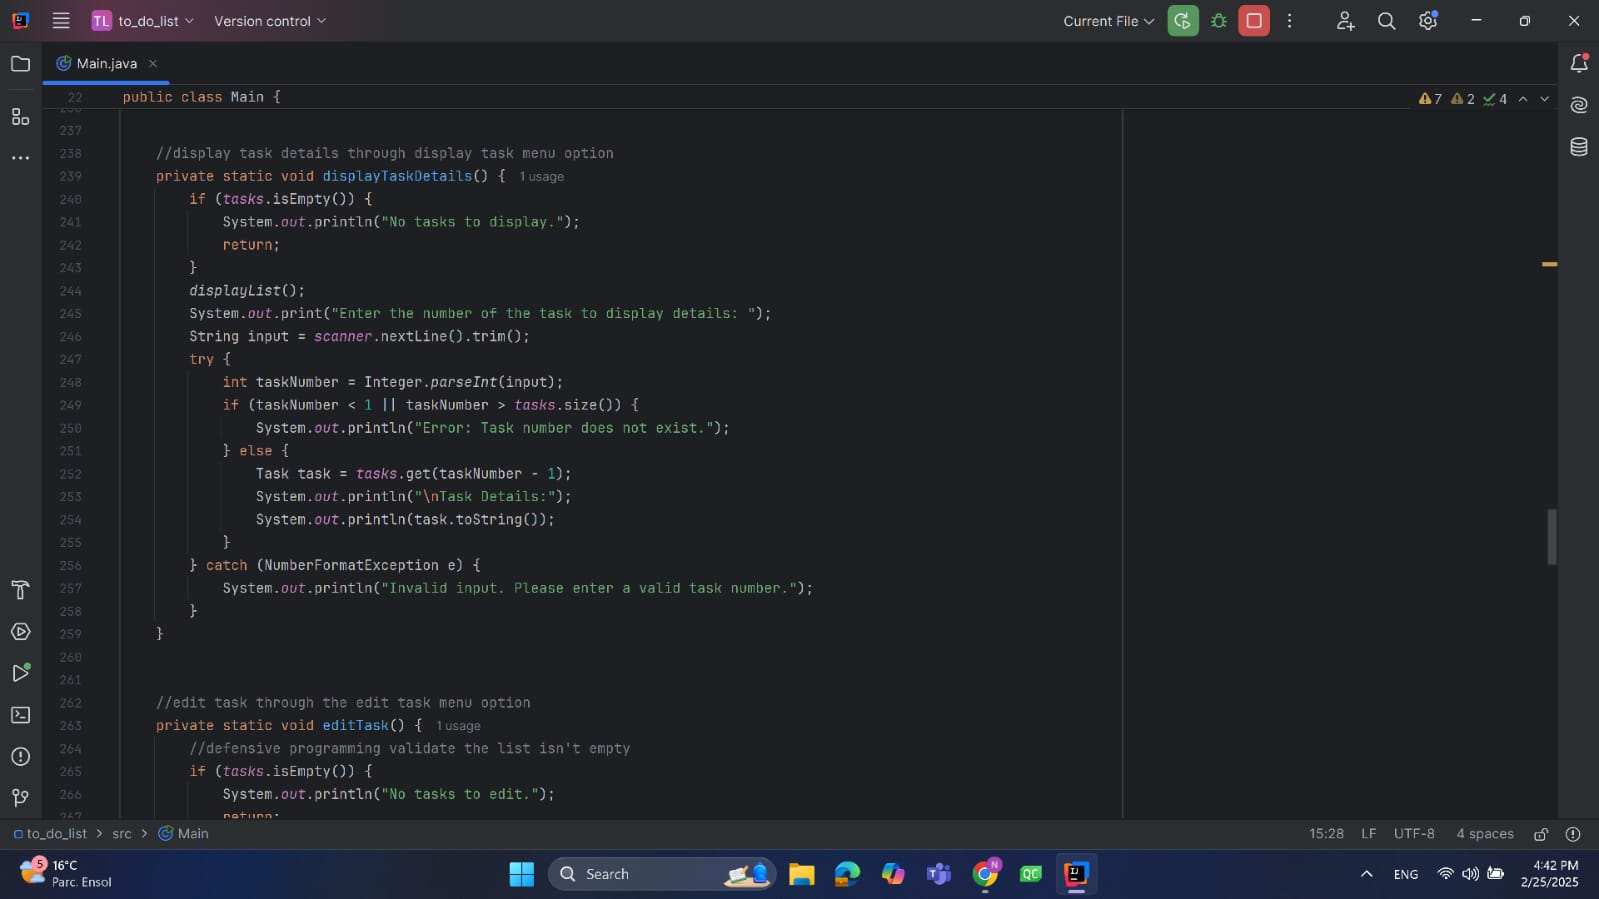 TL to_do_list Version control Current File
Main.java
22 public class Main { 7 2 4
236
237
238 //display task details through display task menu option
239 private static void displayTaskDetails() { 1 usage
240 if (tasks.isEmpty()) {
241 System.out.println("No tasks to display.");
242 return;
243 }
244 displayList();
245 System.out.print("Enter the number of the task to display details: ");
246 String input = scanner.nextLine().trim();
247 try {
248 int taskNumber = Integer.parseInt(input);
249 if (taskNumber < 1 || taskNumber > tasks.size()) {
250 System.out.println("Error: Task number does not exist.");
251 } else {
252 Task task = tasks.get(taskNumber - 1);
253 System.out.println("\nTask Details:");
254 System.out.println(task.toString());
255 }
256 } catch (NumberFormatException e) {
257 System.out.println("Invalid input. Please enter a valid task number.");
258 }
259 }
260
261
262 //edit task through the edit task menu option
263 private static void editTask() { 1 usage
264 //defensive programming validate the list isn't empty
265 if (tasks.isEmpty()) {
266 System.out.println("No tasks to edit.");
267 return;
to_do_list > src > Main 15:28 LF UTF-8 4 spaces
5 16°C
Parc. Ensol
Search
N
QC
ENG
4:42 PM
2/25/2025